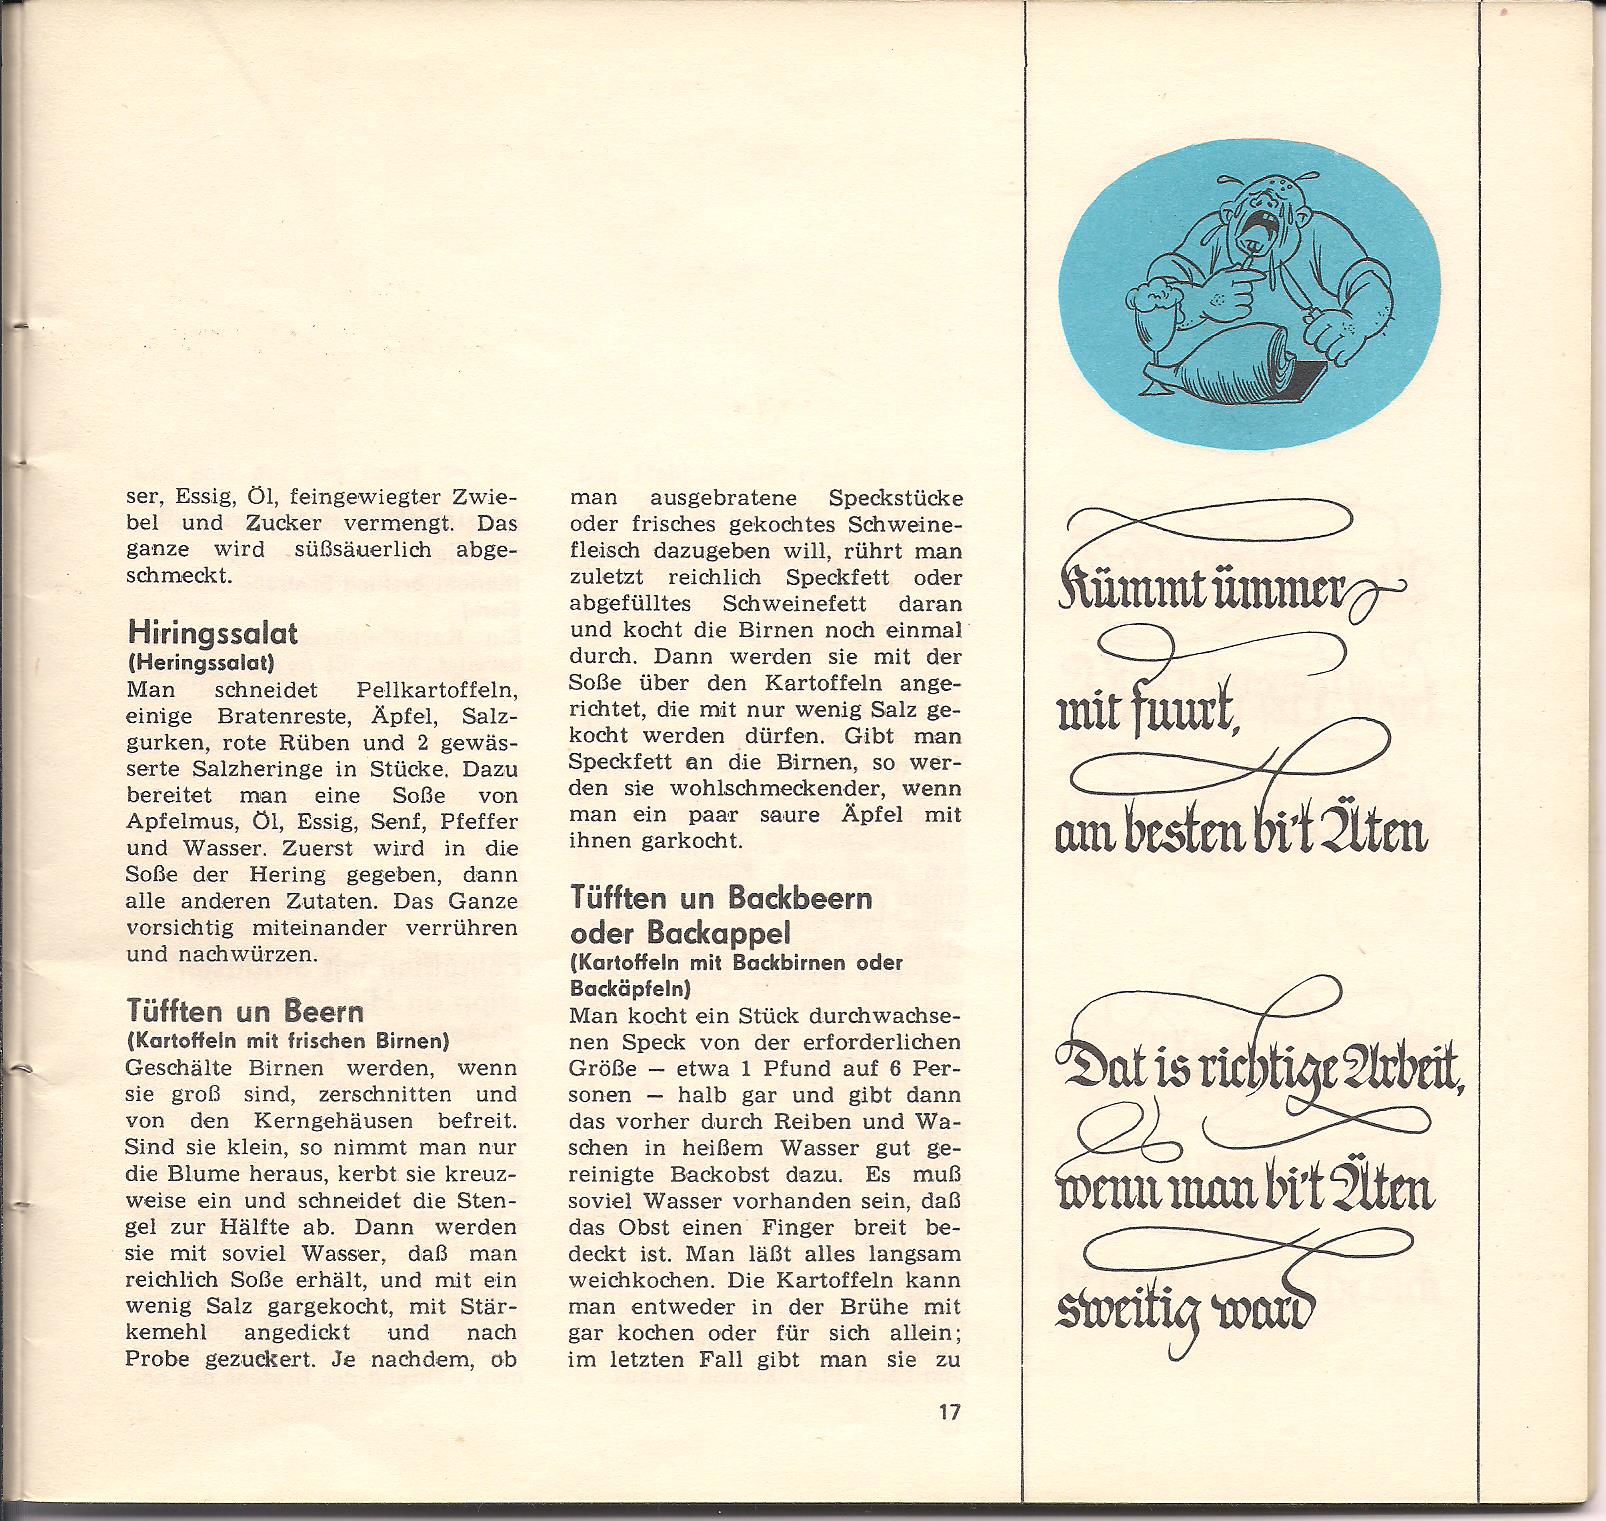 ser, Essig, Öl, feingewiegter Zwie-
bel und Zucker vermengt. Das
ganze wird süßsäuerlich abge-
schmeckt.
Hiringssalat
(Heringssalat)
Man schneidet Pellkartoffeln,
einige Bratenreste, Äpfel, Salz-
gurken, rote Rüben und 2 gewäs-
serte Salzheringe in Stücke. Dazu
bereitet man eine Soße von
Apfelmus, Öl, Essig, Senf, Pfeffer
und Wasser. Zuerst wird in die
Soße der Hering gegeben, dann
alle anderen Zutaten. Das Ganze
vorsichtig miteinander verrühren
und nachwürzen.
Tüfften un Beern
(Kartoffeln mit frischen Birnen)
Geschälte Birnen werden, wenn
sie groß sind, zerschnitten und
von den Kerngehäusen befreit.
Sind sie klein, so nimmt man nur
die Blume heraus, kerbt sie kreuz-
weise ein und schneidet die Sten-
gel zur Hälfte ab. Dann werden
sie mit soviel Wasser, daß man
reichlich Soße erhält, und mit ein
wenig Salz gargekocht, mit Stär-
kemehl angedickt und nach
Probe gezuckert. Je nachdem, ob
man ausgebratene Speckstücke
oder frisches gekochtes Schweine-
fleisch dazugeben will, rührt man
zuletzt reichlich Speckfett oder
abgefülltes Schweinefett daran
und kocht die Birnen noch einmal
durch. Dann werden sie mit der
Soße über den Kartoffeln ange-
richtet, die mit nur wenig Salz ge-
kocht werden dürfen. Gibt man
Speckfett an die Birnen, so wer-
den sie wohlschmeckender, wenn
man ein paar saure Äpfel mit
ihnen garkocht.
Tüfften un Backbeern
oder Backappel
(Kartoffeln mit Backbirnen oder
Backäpfeln)
Man kocht ein Stück durchwachse-
nen Speck von der erforderlichen
Größe — etwa 1 Pfund auf 6 Per-
sonen — halb gar und gibt dann
das vorher durch Reiben und Wa-
schen in heißem Wasser gut ge-
reinigte Backobst dazu. Es muß
soviel Wasser vorhanden sein, daß
das Obst einen Finger breit be-
deckt ist. Man läßt alles langsam
weichkochen. Die Kartoffeln kann
man entweder in der Brühe mit
gar kochen oder für sich allein;
im letzten Fall gibt man sie zu
17
Kümmt ümmer
mit fuurt,
am besten bi't Äten
Dat is richtige Arbeit,
wenn man bi't Äten
sweitig ward